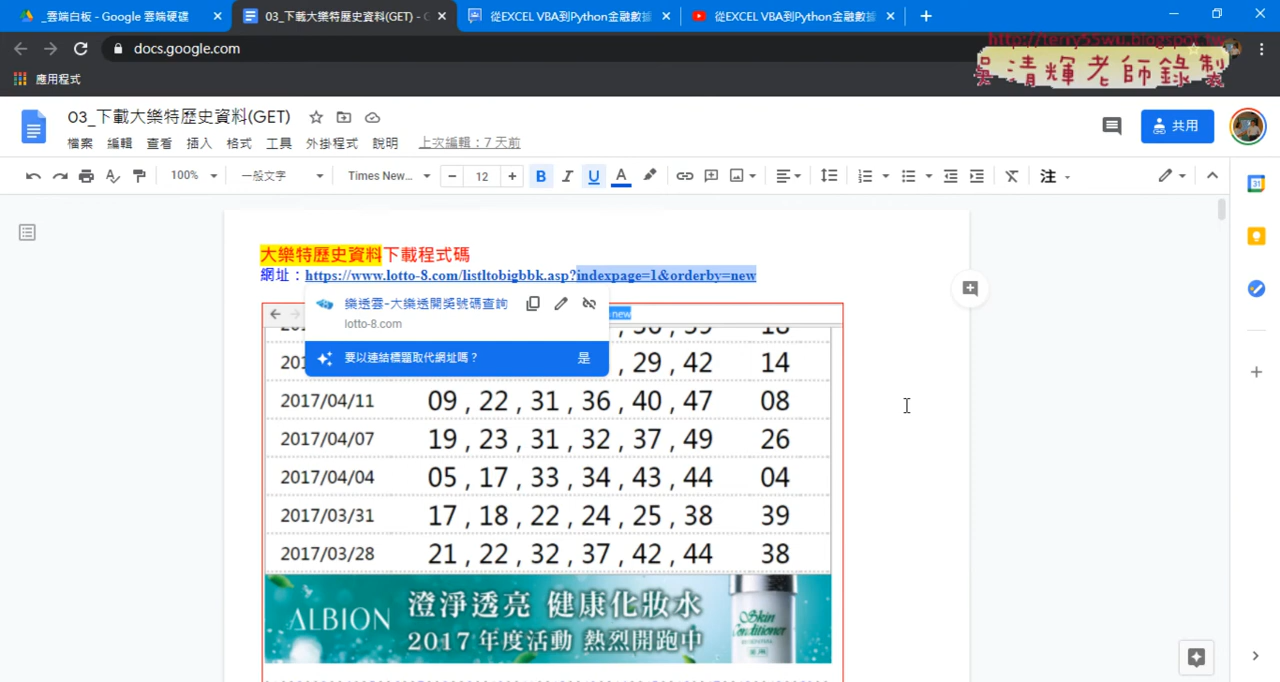 _雲端白板 - Google 雲端硬碟
03_下載大樂特歷史資料(GET) - G
從EXCEL VBA到Python金融數據
從EXCEL VBA到Python金融數據
docs.google.com
http://terry55wu.blogspot.tw
吳清輝老師錄製
應用程式
03_下載大樂特歷史資料(GET)
檔案 編輯 查看 插入 格式 工具 外掛程式 說明 上次編輯：7 天前
共用
100% 一般文字 Times New... 12 B I U A 注
大樂特歷史資料下載程式碼
網址：https://www.lotto-8.com/listltobigbbk.asp?indexpage=1&orderby=new
樂透雲-大樂透開獎號碼查詢
lotto-8.com
要以連結標題取代網址嗎？ 是
29 , 42 14
2017/04/11 09 , 22 , 31 , 36 , 40 , 47 08
2017/04/07 19 , 23 , 31 , 32 , 37 , 49 26
2017/04/04 05 , 17 , 33 , 34 , 43 , 44 04
2017/03/31 17 , 18 , 22 , 24 , 25 , 38 39
2017/03/28 21 , 22 , 32 , 37 , 42 , 44 38
ALBION 澄淨透亮 健康化妝水
2017 年度活動 熱烈開跑中
Skin
Conditioner